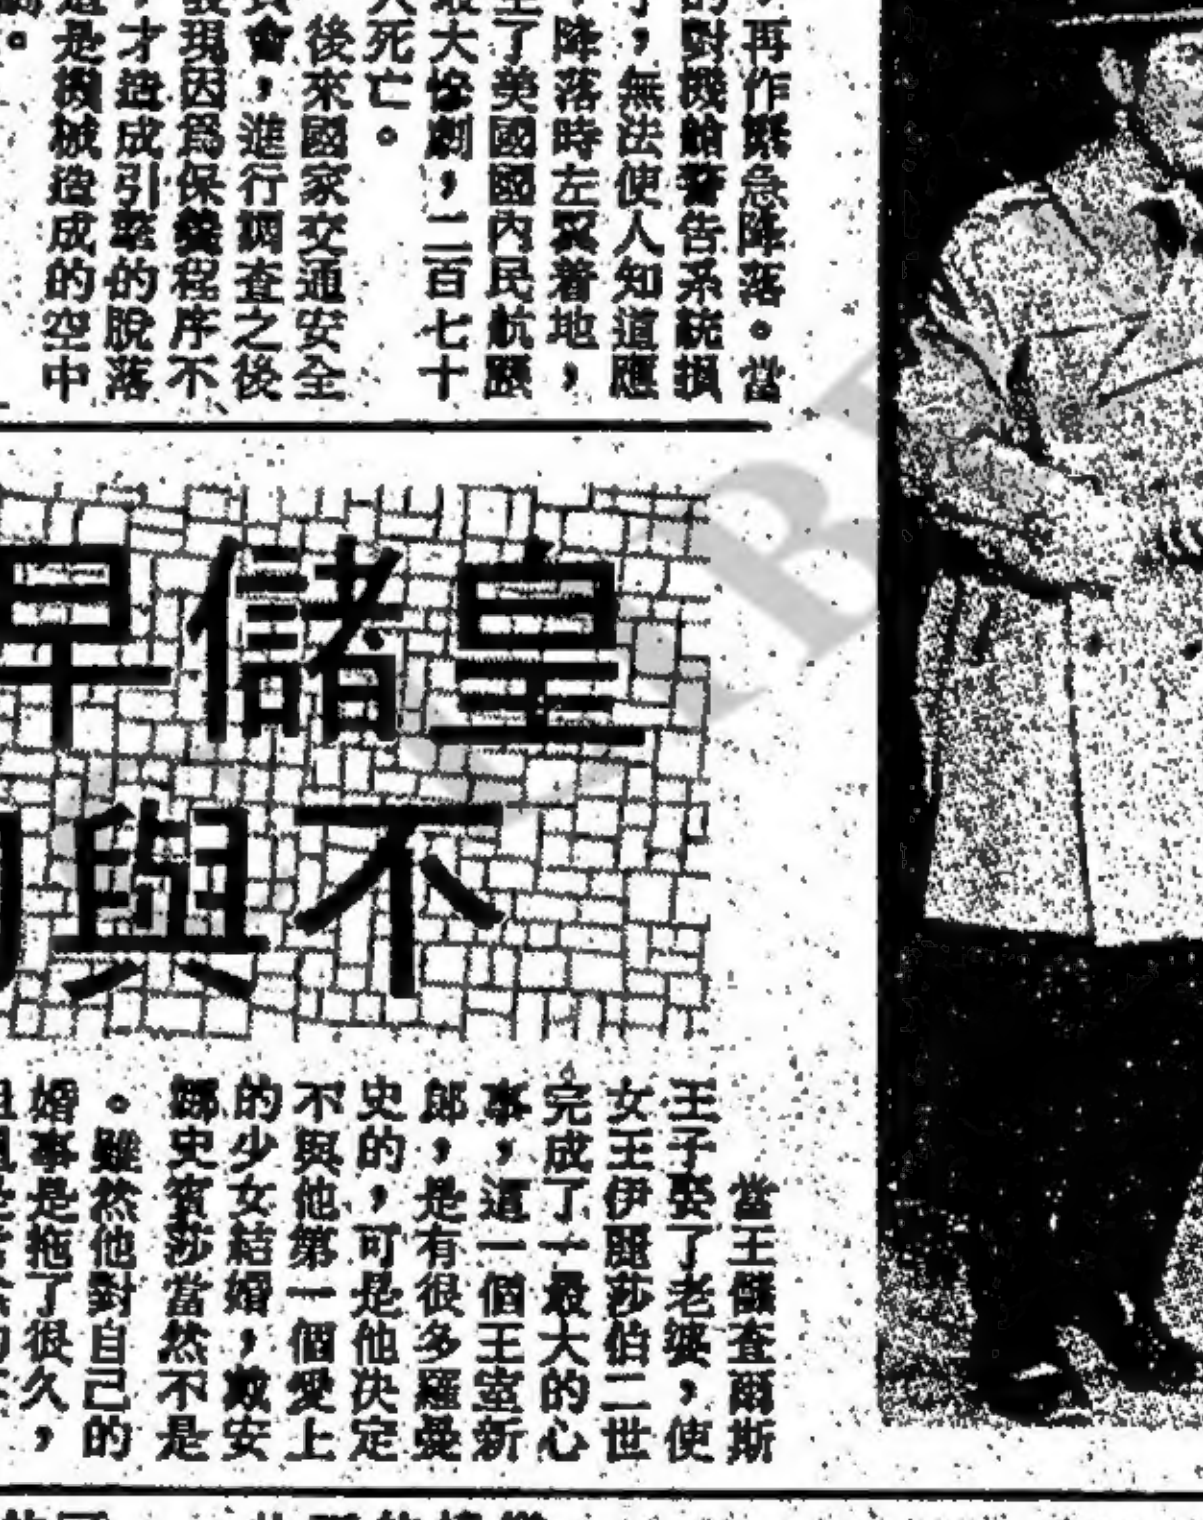 ，再作緊急降落。當
的對機艙警告系統損
，無法使人知道應
，降落時左翼着地，
了美國國內民航歷
最大慘劇，二百七十
人死亡。
後來國家交通安全
會，進行調查之後
發現因爲保養程序不
，才造成引擎的脫落
是機械造成的空中
。
皇儲早
不與
當王儲查爾斯
王子娶了老婆，使
女王伊麗莎伯二世
完成了一最大的心
事，這一個王室新
郎，是有很多羅曼
史的，可是他決定
不與他第一個愛上
的少女結婚，戴安
娜史賓莎當然不是
。雖然他對自己的
婚事是拖了很久，